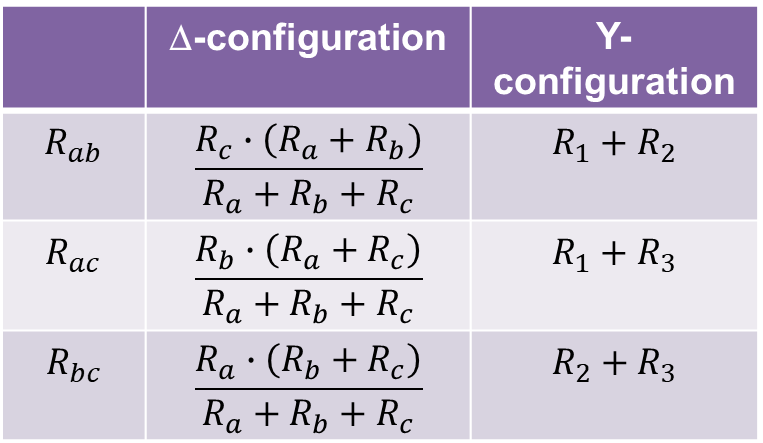 Δ-configuration
Y-
configuration
R_ab
R_c · (R_a + R_b)
R_a + R_b + R_c
R_1 + R_2
R_ac
R_b · (R_a + R_c)
R_a + R_b + R_c
R_1 + R_3
R_bc
R_a · (R_b + R_c)
R_a + R_b + R_c
R_2 + R_3